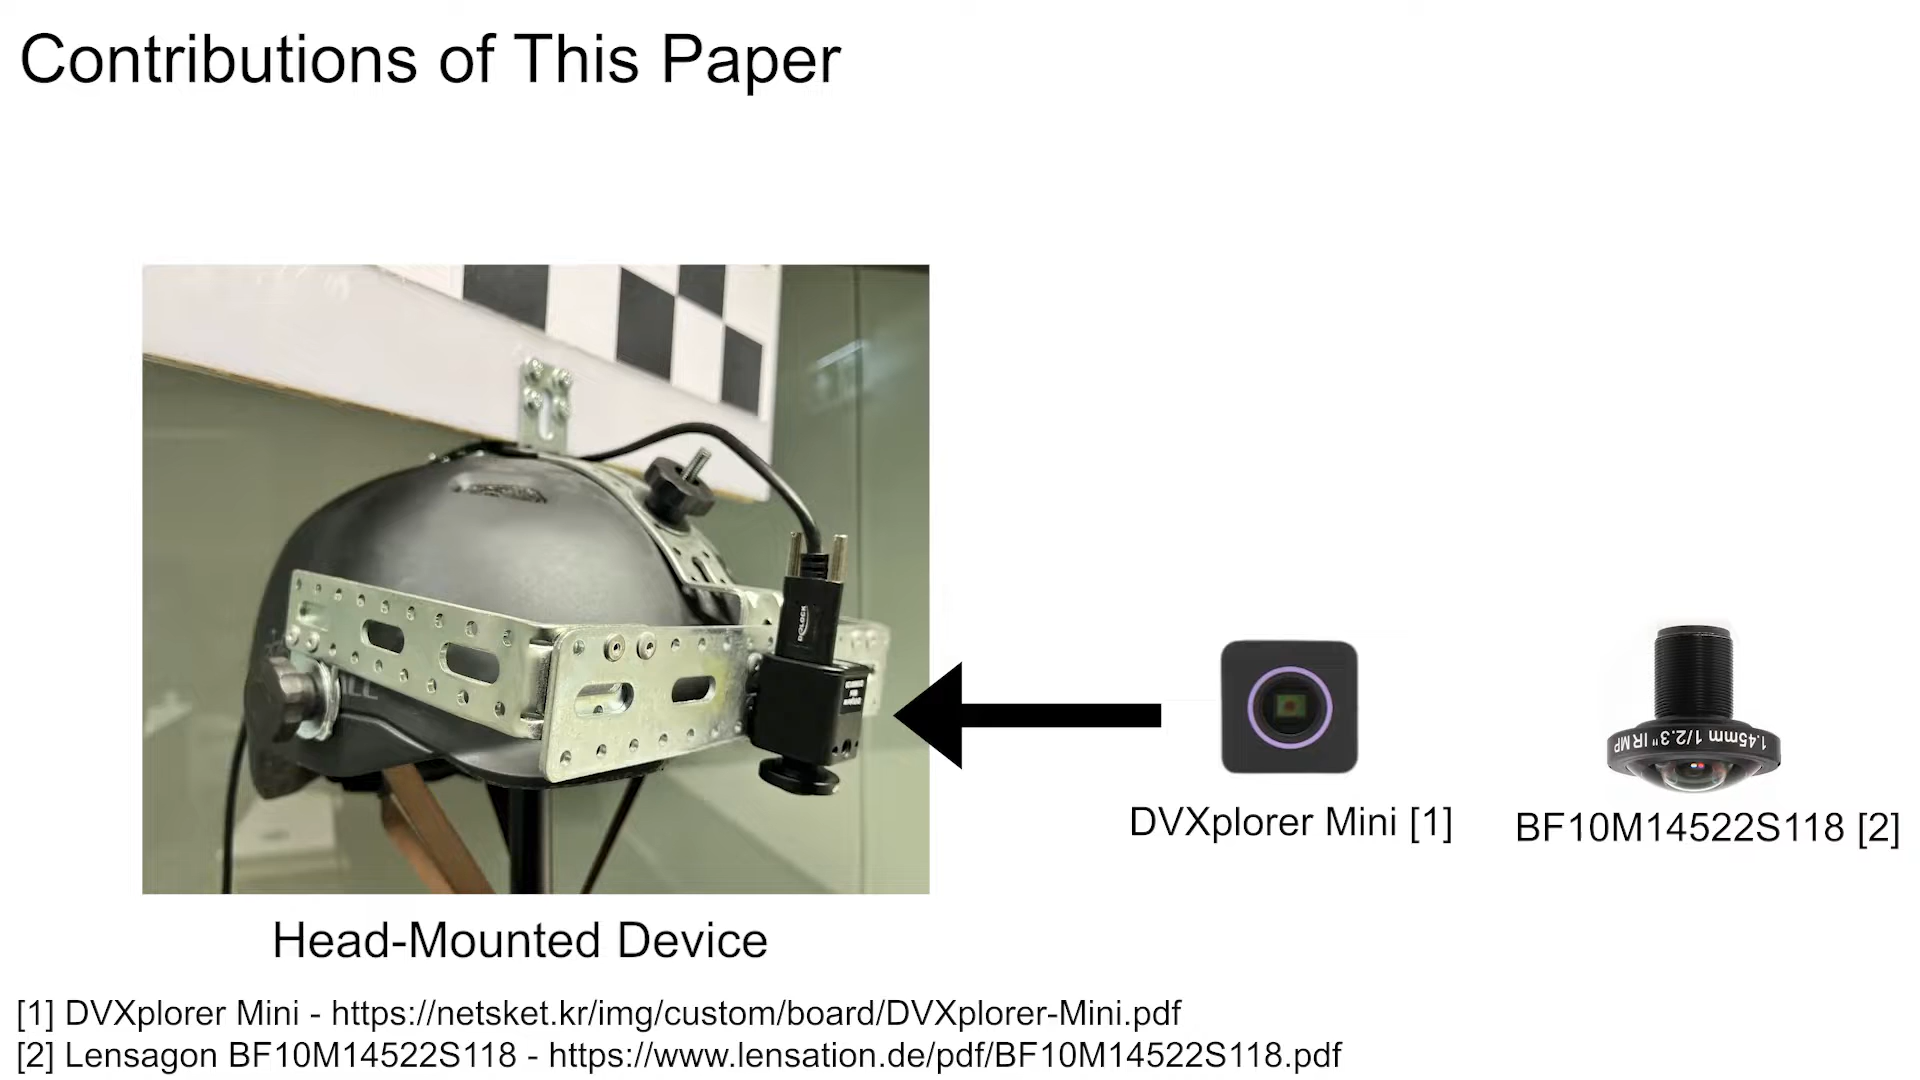 Contributions of This Paper
DELOCK
DVXplorer Mini [1]
1.45mm 1/2.3" IR MP
BF10M14522S118 [2]
Head-Mounted Device
[1] DVXplorer Mini - https://netsket.kr/img/custom/board/DVXplorer-Mini.pdf
[2] Lensagon BF10M14522S118 - https://www.lensation.de/pdf/BF10M14522S118.pdf